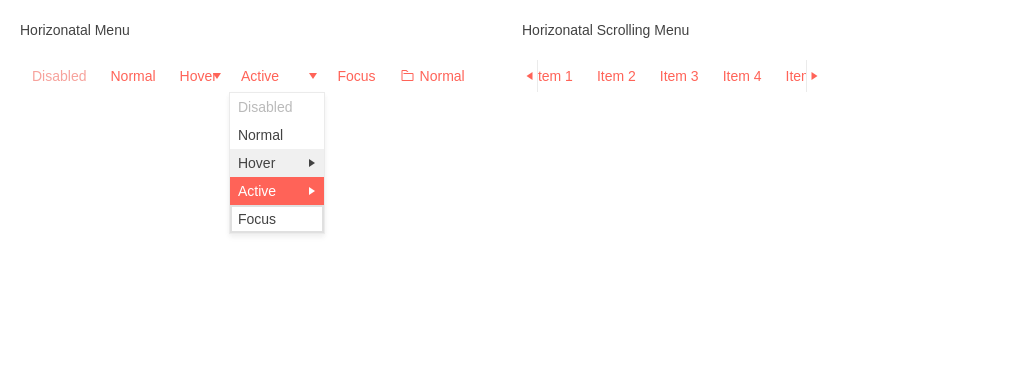 Horizonatal Menu
Disabled Normal Hover Active Focus Normal
Disabled
Normal
Hover
Active
Focus
Horizonatal Scrolling Menu
tem 1 Item 2 Item 3 Item 4 Iter